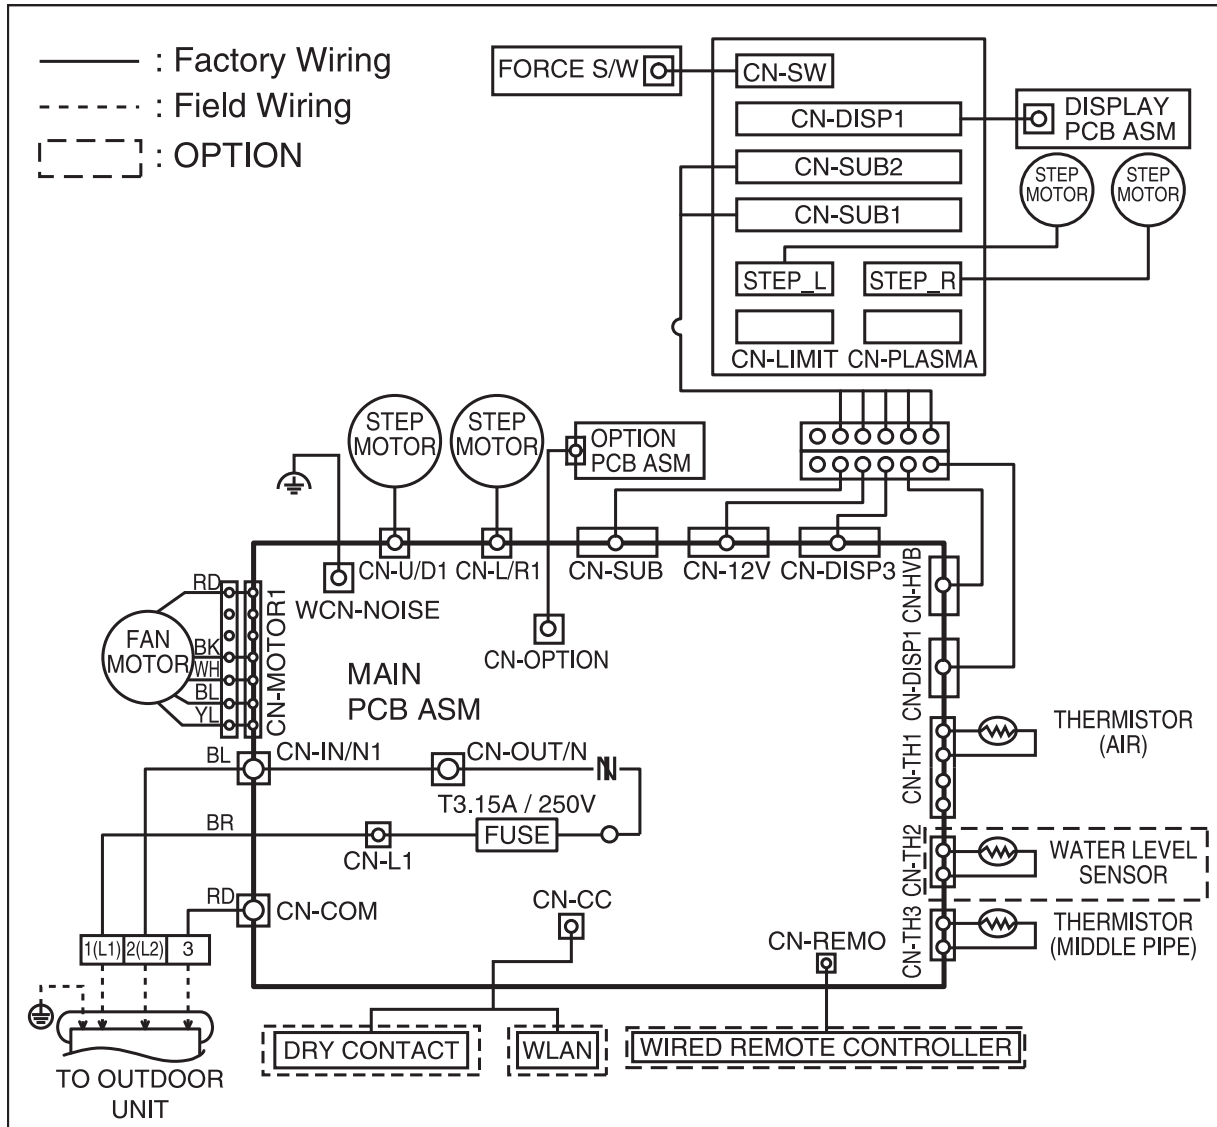 : Factory Wiring
: Field Wiring
: OPTION
FORCE S/W
CN-SW
CN-DISP1
CN-SUB2
CN-SUB1
STEP_L
STEP_R
CN-LIMIT
CN-PLASMA
DISPLAY
PCB ASM
STEP
MOTOR
STEP
MOTOR
STEP
MOTOR
STEP
MOTOR
OPTION
PCB ASM
CN-U/D1
CN-L/R1
CN-SUB
CN-12V
CN-DISP3
CN-HVB
CN-DISP1
CN-TH1
CN-TH2
CN-TH3
WCN-NOISE
CN-OPTION
RD
BK
WH
BL
YL
FAN
MOTOR
CN-MOTOR1
MAIN
PCB ASM
THERMISTOR
(AIR)
BL
CN-IN/N1
CN-OUT/N
T3.15A / 250V
BR
FUSE
CN-L1
WATER LEVEL
SENSOR
RD
CN-COM
CN-CC
CN-REMO
THERMISTOR
(MIDDLE PIPE)
1(L1)
2(L2)
3
DRY CONTACT
WLAN
WIRED REMOTE CONTROLLER
TO OUTDOOR
UNIT